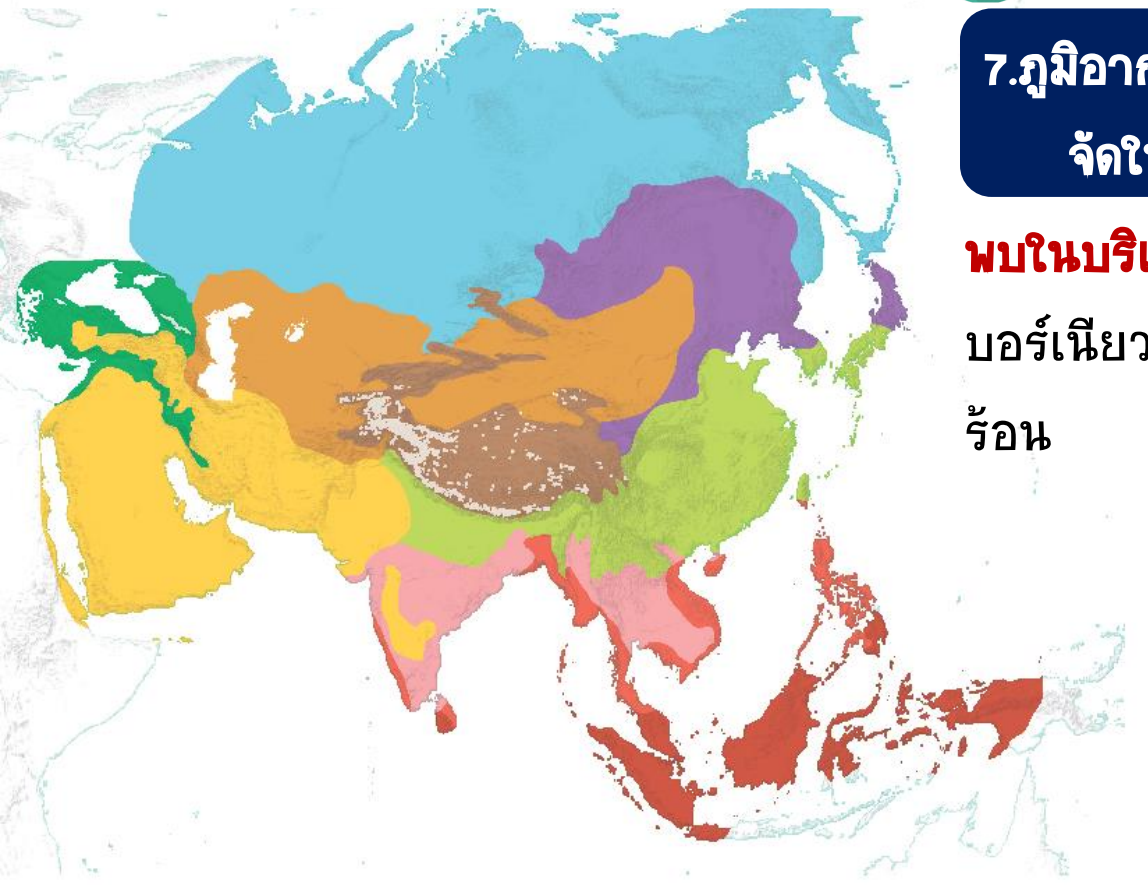 7.ภูมิอาก
จัดใ
พบในบริเ
บอร์เนียว
ร้อน